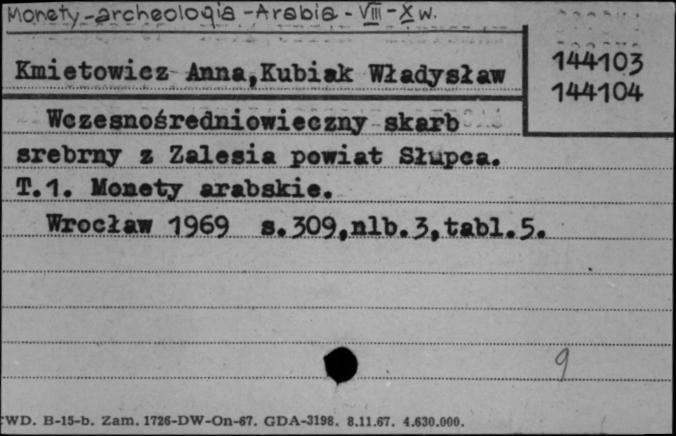 Monety-archeologia-Arabia-VIII-X w.
Kmietowicz Anna,Kubiak Władysław
144103
144104
Wczesnośredniowieczny skarb
srebrny z Zalesia powiat Słupca.
T.1. Monety arabskie.
Wrocław 1969 s.309,nlb.3,tabl.5.
9
CWD. B-15-b. Zam. 1726-DW-On-67. GDA-3198. 8.11.67. 4.630.000.